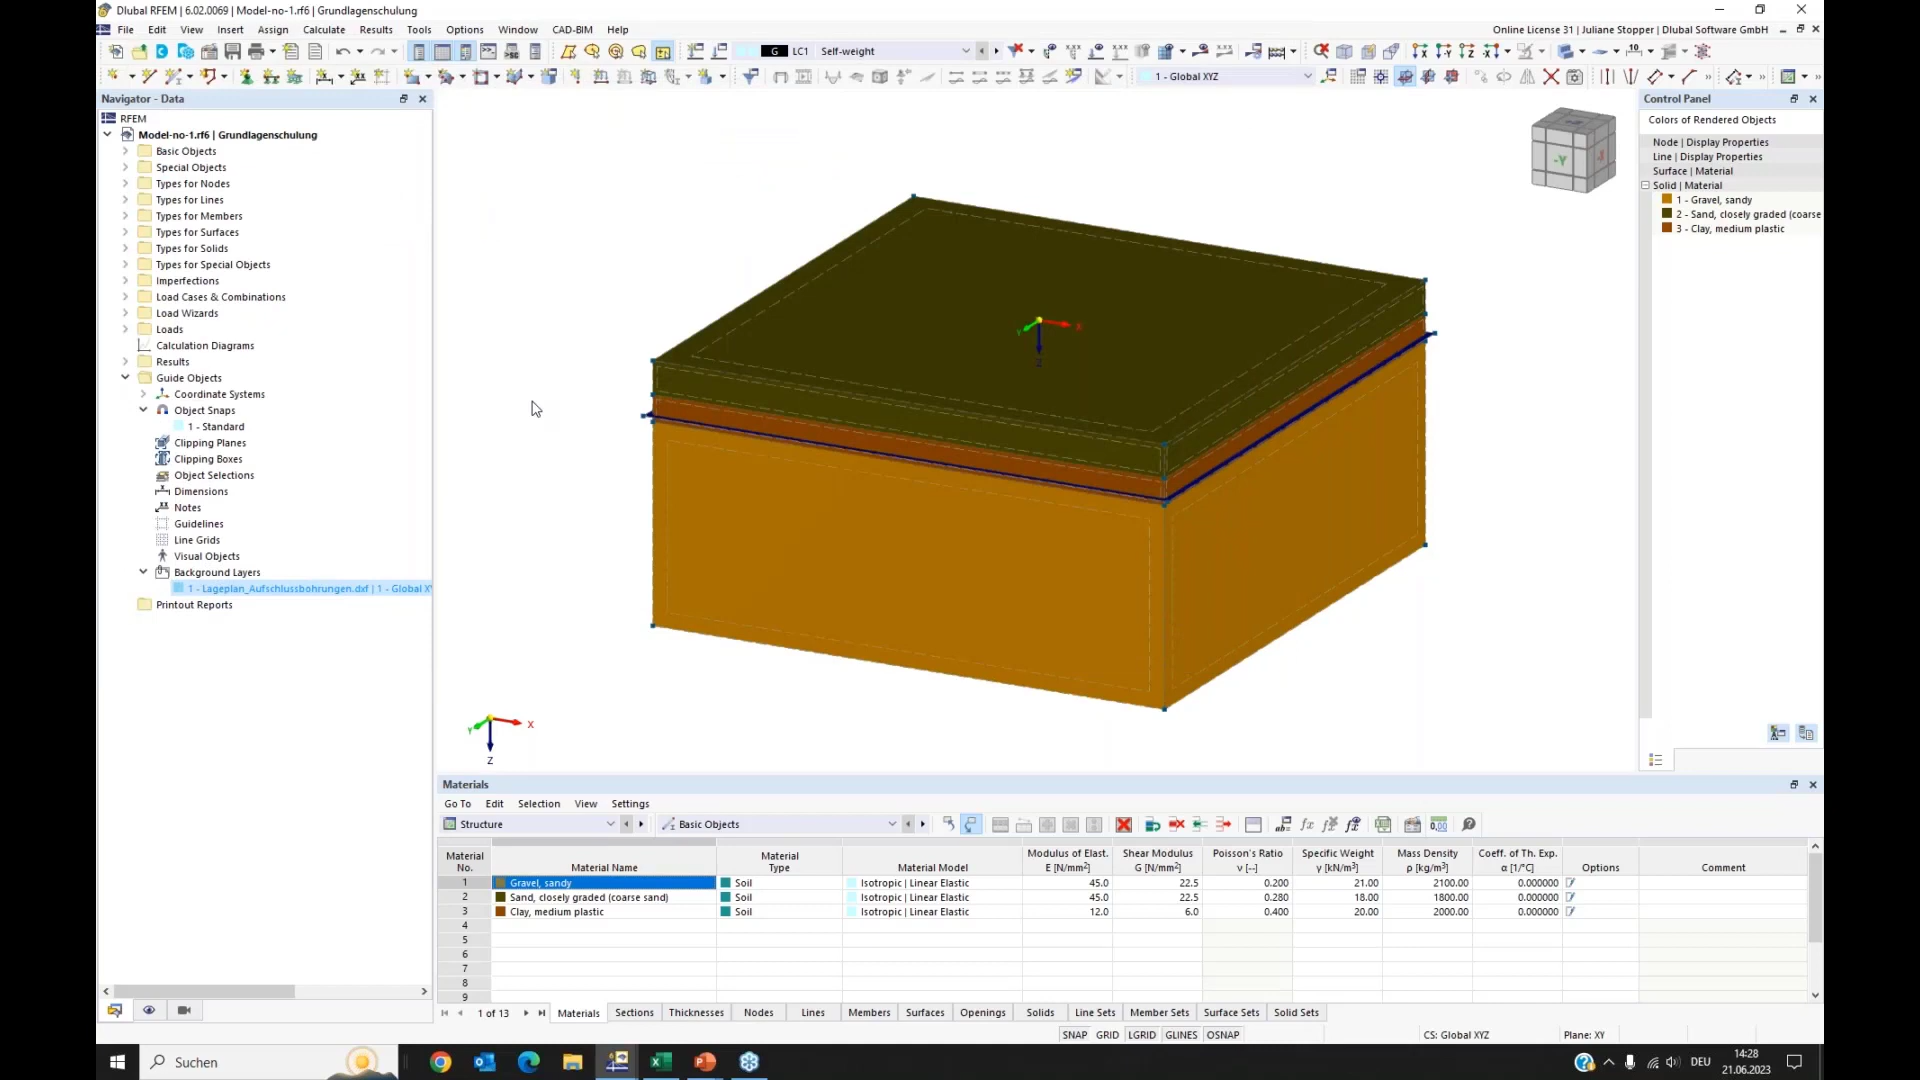 Dlubal RFEM | 6.02.0069 | Model-no-1.rf6 | Grundlagenschulung
File Edit View Insert Assign Calculate Results Tools Options Window CAD-BIM Help
Online License 31 | Juliane Stopper | Dlubal Software GmbH
G LC1 Self-weight
1 - Global XYZ
Navigator - Data
RFEM
Model-no-1.rf6 | Grundlagenschulung
Basic Objects
Special Objects
Types for Nodes
Types for Lines
Types for Members
Types for Surfaces
Types for Solids
Types for Special Objects
Imperfections
Load Cases & Combinations
Load Wizards
Loads
Calculation Diagrams
Results
Guide Objects
Coordinate Systems
Object Snaps
1 - Standard
Clipping Planes
Clipping Boxes
Object Selections
Dimensions
Notes
Guidelines
Line Grids
Visual Objects
Background Layers
1 - Lageplan_Aufschlussbohrungen.dxf | 1 - Global X
Printout Reports
-Y -X
X Y Z
X Y Z
Control Panel
Colors of Rendered Objects
Node | Display Properties
Line | Display Properties
Surface | Material
Solid | Material
1 - Gravel, sandy
2 - Sand, closely graded (coarse
3 - Clay, medium plastic
Materials
Go To Edit Selection View Settings
Structure Basic Objects
Material No. Material Name Material Type Material Model Modulus of Elast. E [N/mm²] Shear Modulus G [N/mm²] Poisson's Ratio ν [--] Specific Weight γ [kN/m³] Mass Density ρ [kg/m³] Coeff. of Th. Exp. α [1/°C] Options Comment
1 Gravel, sandy Soil Isotropic | Linear Elastic 45.0 22.5 0.200 21.00 2100.00 0.000000
2 Sand, closely graded (coarse sand) Soil Isotropic | Linear Elastic 45.0 22.5 0.280 18.00 1800.00 0.000000
3 Clay, medium plastic Soil Isotropic | Linear Elastic 12.0 6.0 0.400 20.00 2000.00 0.000000
4
5
6
7
8
9
1 of 13 Materials Sections Thicknesses Nodes Lines Members Surfaces Openings Solids Line Sets Member Sets Surface Sets Solid Sets
SNAP GRID LGRID GLINES OSNAP CS: Global XYZ Plane: XY
Suchen
DEU
14:28
21.06.2023